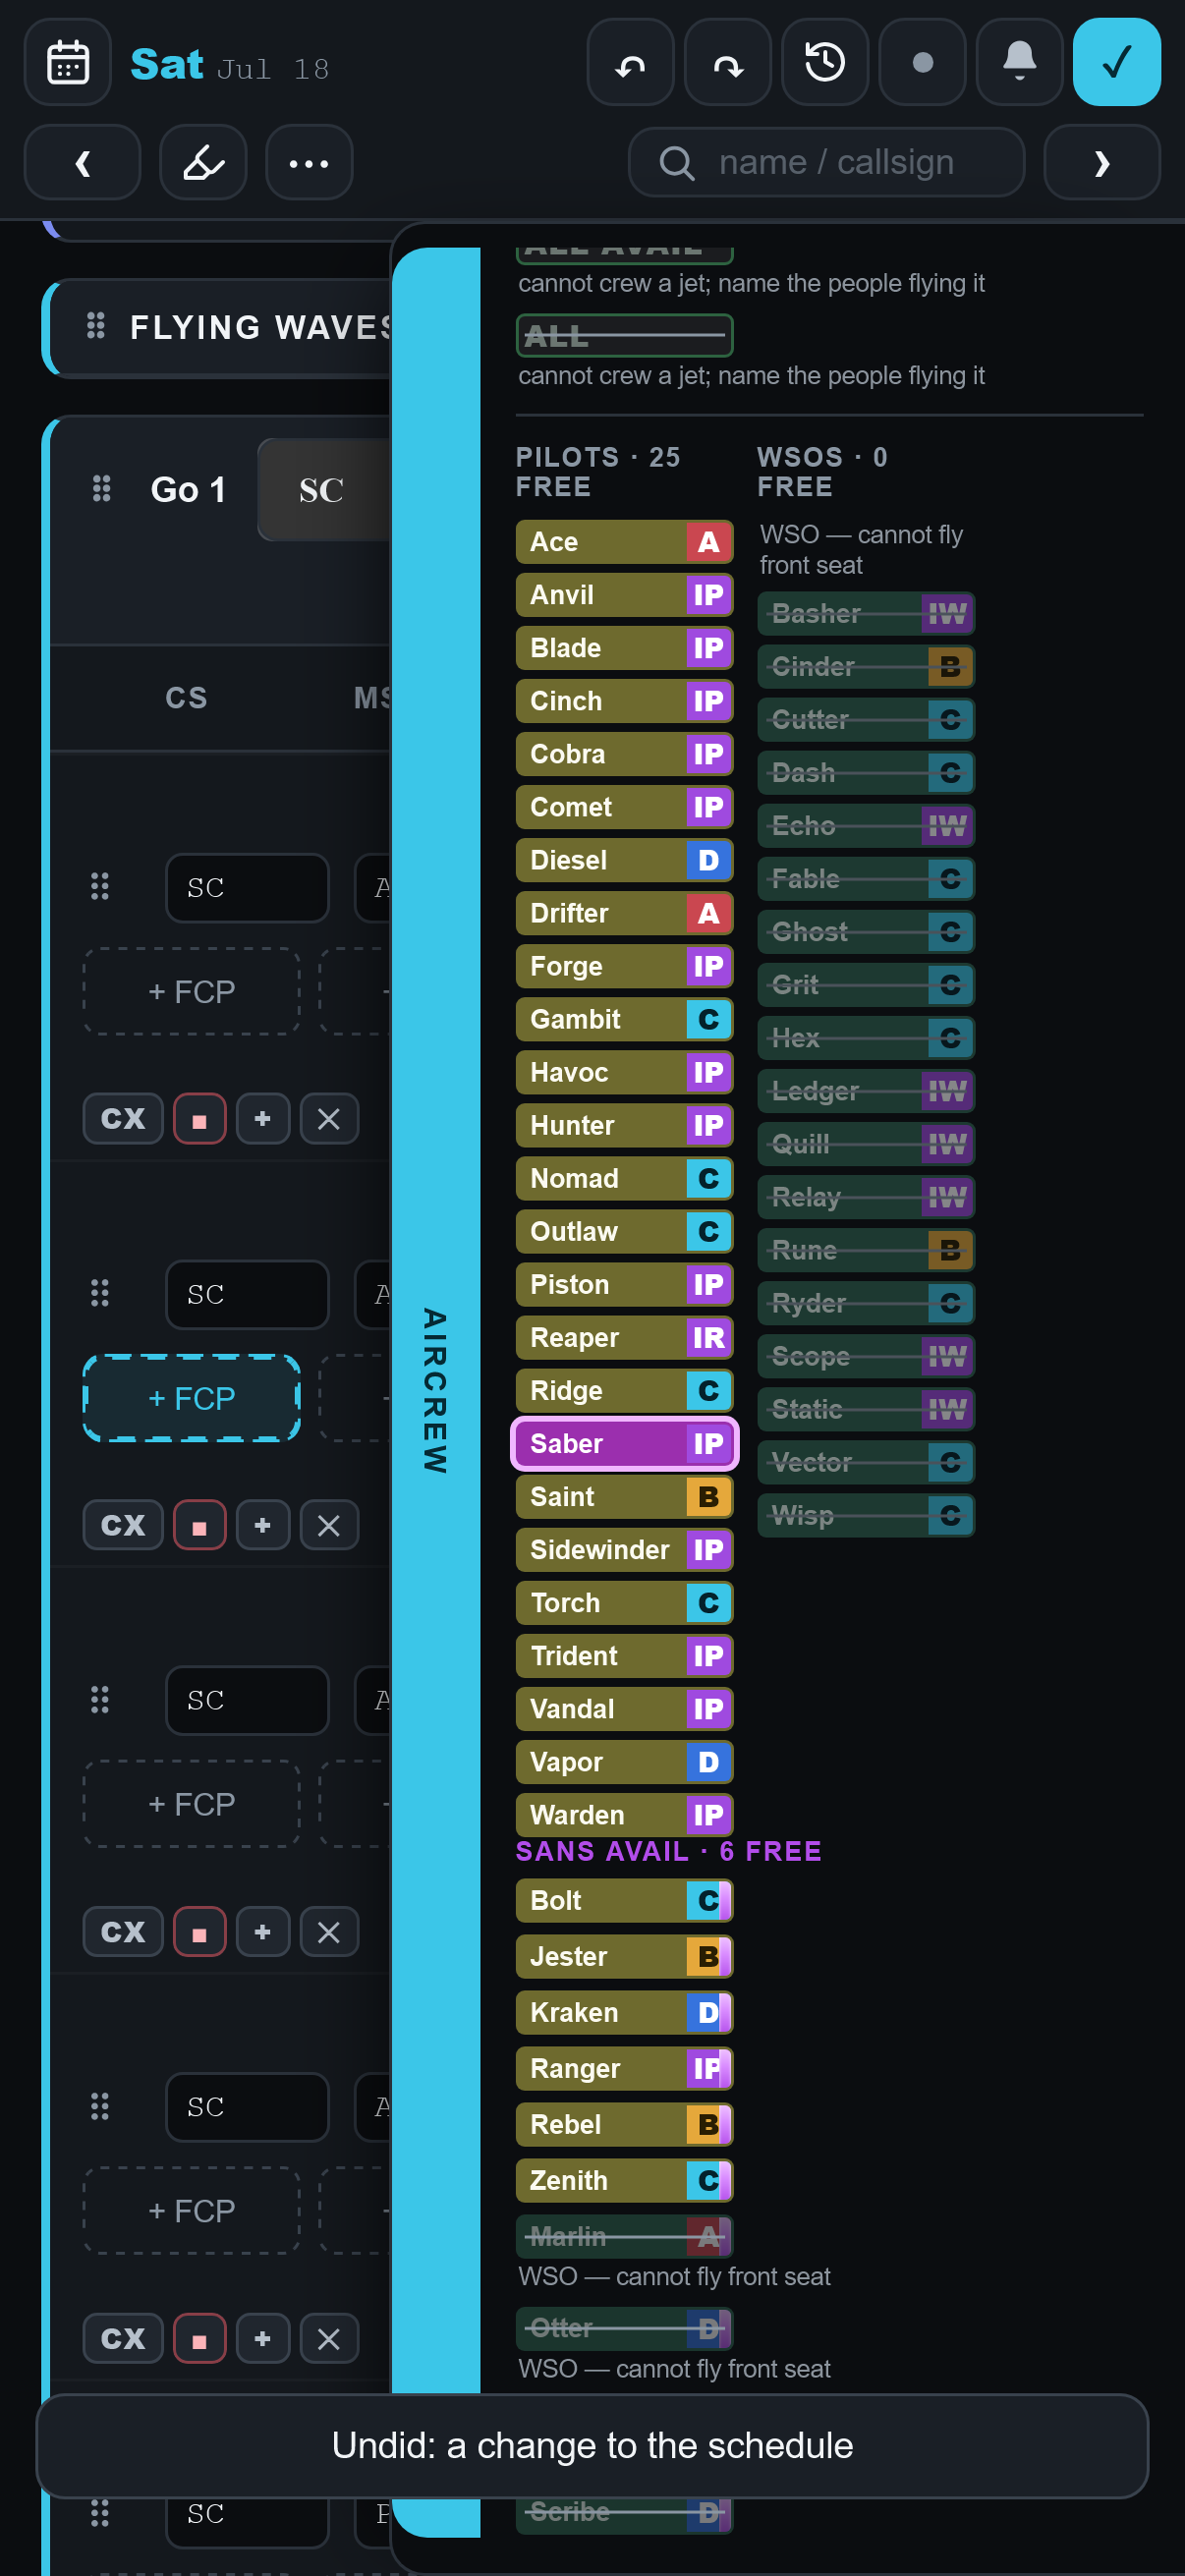 Sat Jul 18
name / callsign
ALL AVAIL
cannot crew a jet; name the people flying it
FLYING WAVES
ALL
cannot crew a jet; name the people flying it
Go 1
SC
PILOTS · 25
FREE
WSOS · 0
FREE
WSO — cannot fly
front seat
Ace A
Anvil IP
Blade IP
Cinch IP
Cobra IP
Comet IP
Diesel D
Drifter A
Forge IP
Gambit C
Havoc IP
Hunter IP
Nomad C
Outlaw C
Piston IP
Reaper IR
Ridge C
Saber IP
Saint B
Sidewinder IP
Torch C
Trident IP
Vandal IP
Vapor D
Warden IP
Basher IW
Cinder B
Cutter C
Dash C
Echo IW
Fable C
Ghost C
Grit C
Hex C
Ledger IW
Quill IW
Relay IW
Rune B
Ryder C
Scope IW
Static IW
Vector C
Wisp C
CS
MS
SC
A
+ FCP
CX
+
SC
A
+ FCP
CX
+
AIRCREW
SC
A
+ FCP
CX
+
SC
A
+ FCP
CX
+
SANS AVAIL · 6 FREE
Bolt C
Jester B
Kraken D
Ranger IP
Rebel B
Zenith C
Marlin A
WSO — cannot fly front seat
Otter D
WSO — cannot fly front seat
Undid: a change to the schedule
SC
Scribe D